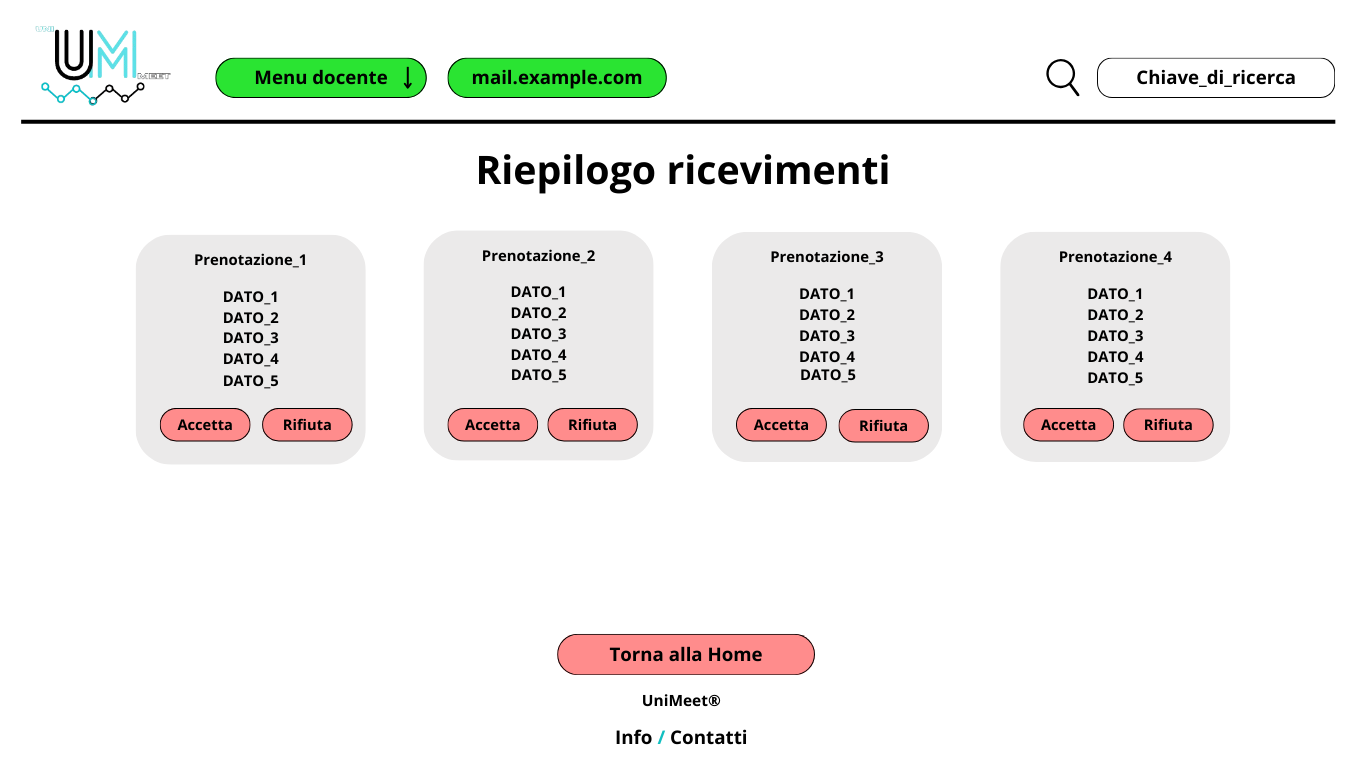 UNI
UM
MEET
Menu docente ↓
mail.example.com
Chiave_di_ricerca
Riepilogo ricevimenti
Prenotazione_1
DATO_1
DATO_2
DATO_3
DATO_4
DATO_5
Accetta
Rifiuta
Prenotazione_2
DATO_1
DATO_2
DATO_3
DATO_4
DATO_5
Accetta
Rifiuta
Prenotazione_3
DATO_1
DATO_2
DATO_3
DATO_4
DATO_5
Accetta
Rifiuta
Prenotazione_4
DATO_1
DATO_2
DATO_3
DATO_4
DATO_5
Accetta
Rifiuta
Torna alla Home
UniMeet®
Info / Contatti